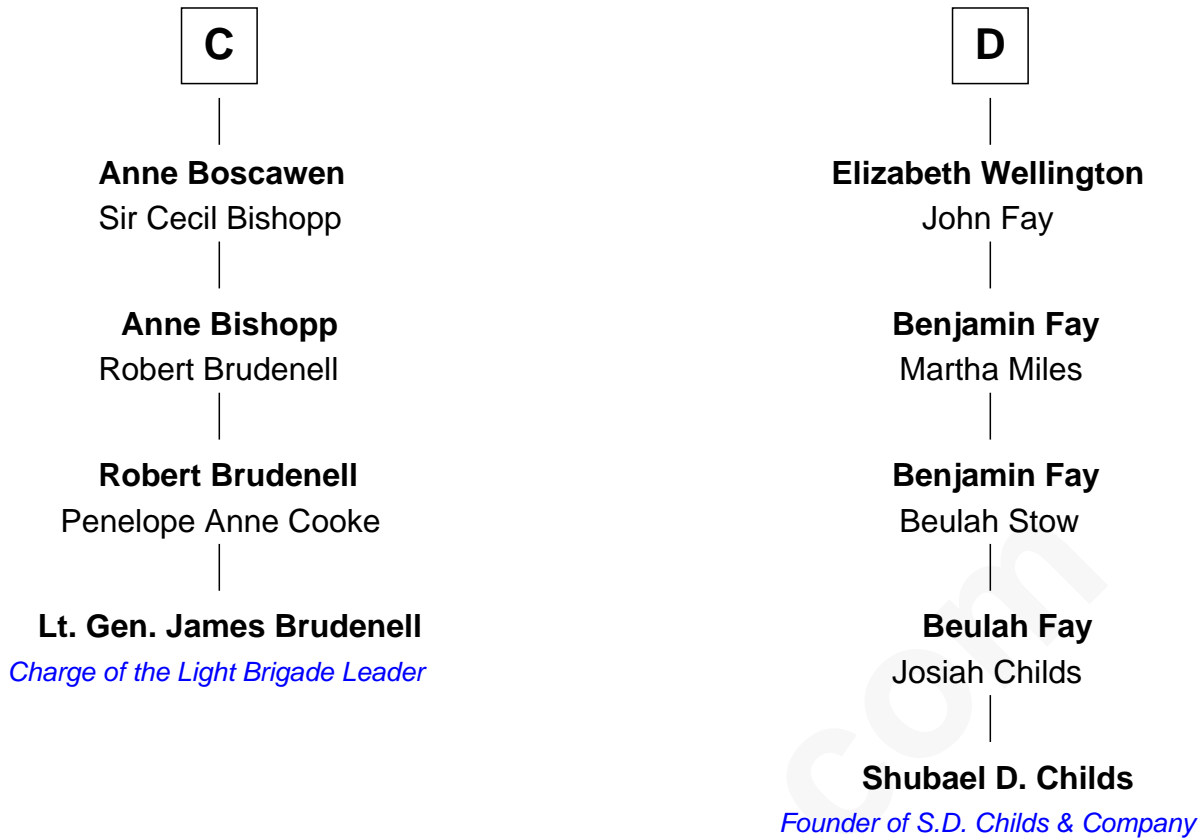 C
Anne Boscawen
Sir Cecil Bishopp
Anne Bishopp
Robert Brudenell
Robert Brudenell
Penelope Anne Cooke
Lt. Gen. James Brudenell
Charge of the Light Brigade Leader
D
Elizabeth Wellington
John Fay
Benjamin Fay
Martha Miles
Benjamin Fay
Beulah Stow
Beulah Fay
Josiah Childs
Shubael D. Childs
Founder of S.D. Childs & Company
com